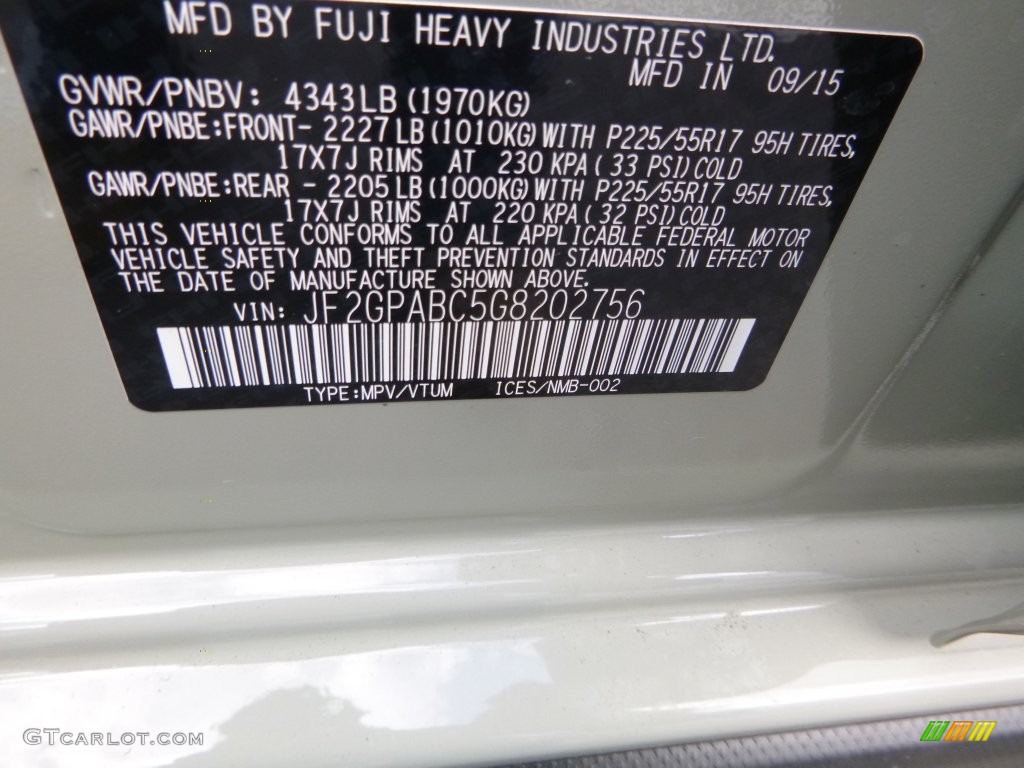 MFD BY FUJI HEAVY INDUSTRIES LTD.
MFD IN 09/15
GVWR/PNBV: 4343LB (1970KG)
GAWR/PNBE:FRONT- 2227LB (1010KG) WITH P225/55R17 95H TIRES,
17X7J RIMS AT 230 KPA ( 33 PSI) COLD
GAWR/PNBE:REAR - 2205LB (1000KG) WITH P225/55R17 95H TIRES,
17X7J RIMS AT 220 KPA ( 32 PSI) COLD
THIS VEHICLE CONFORMS TO ALL APPLICABLE FEDERAL MOTOR
VEHICLE SAFETY AND THEFT PREVENTION STANDARDS IN EFFECT ON
THE DATE OF MANUFACTURE SHOWN ABOVE.
VIN: JF2GPABC5G8202756
TYPE:MPV/VTUM ICES/NMB-002
GTCARLOT.COM